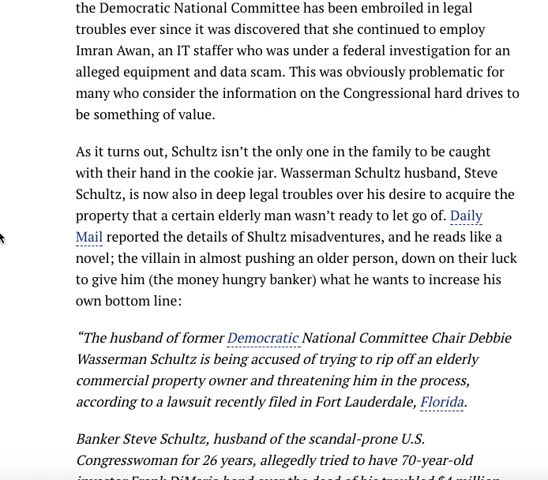 the Democratic National Committee has been embroiled in legal
troubles ever since it was discovered that she continued to employ
Imran Awan, an IT staffer who was under a federal investigation for an
alleged equipment and data scam. This was obviously problematic for
many who consider the information on the Congressional hard drives to
be something of value.
As it turns out, Schultz isn’t the only one in the family to be caught
with their hand in the cookie jar. Wasserman Schultz husband, Steve
Schultz, is now also in deep legal troubles over his desire to acquire the
property that a certain elderly man wasn’t ready to let go of. Daily
Mail reported the details of Shultz misadventures, and he reads like a
novel; the villain in almost pushing an older person, down on their luck
to give him (the money hungry banker) what he wants to increase his
own bottom line:
“The husband of former Democratic National Committee Chair Debbie
Wasserman Schultz is being accused of trying to rip off an elderly
commercial property owner and threatening him in the process,
according to a lawsuit recently filed in Fort Lauderdale, Florida.
Banker Steve Schultz, husband of the scandal-prone U.S.
Congresswoman for 26 years, allegedly tried to have 70-year-old
investor Frank DiMaria hand over the deed of his troubled $4 million